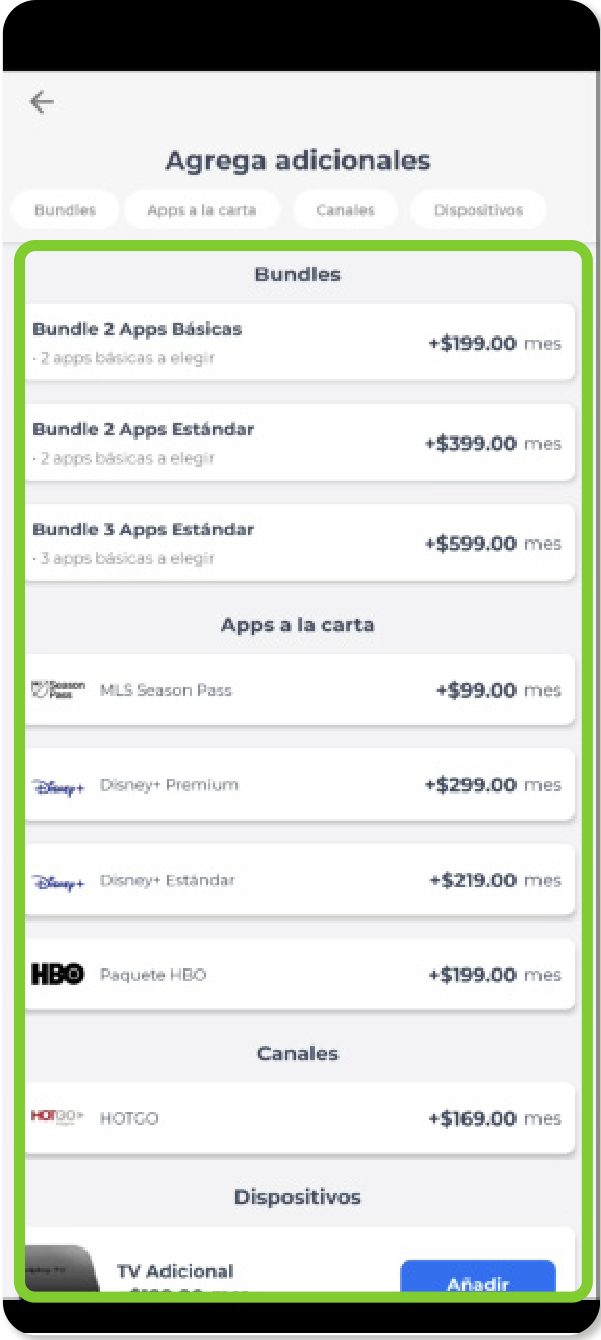 Agrega adicionales
Bundles Apps a la carta Canales Dispositivos
Bundles
Bundle 2 Apps Básicas
+$199.00 mes
• 2 apps básicas a elegir
Bundle 2 Apps Estándar
+$399.00 mes
• 2 apps básicas a elegir
Bundle 3 Apps Estándar
+$599.00 mes
• 3 apps básicas a elegir
Apps a la carta
Season Pass MLS Season Pass +$99.00 mes
Disney+ Disney+ Premium +$299.00 mes
Disney+ Disney+ Estándar +$219.00 mes
HBO Paquete HBO +$199.00 mes
Canales
HOTGO HOTGO +$169.00 mes
Dispositivos
TV Adicional
Añadir